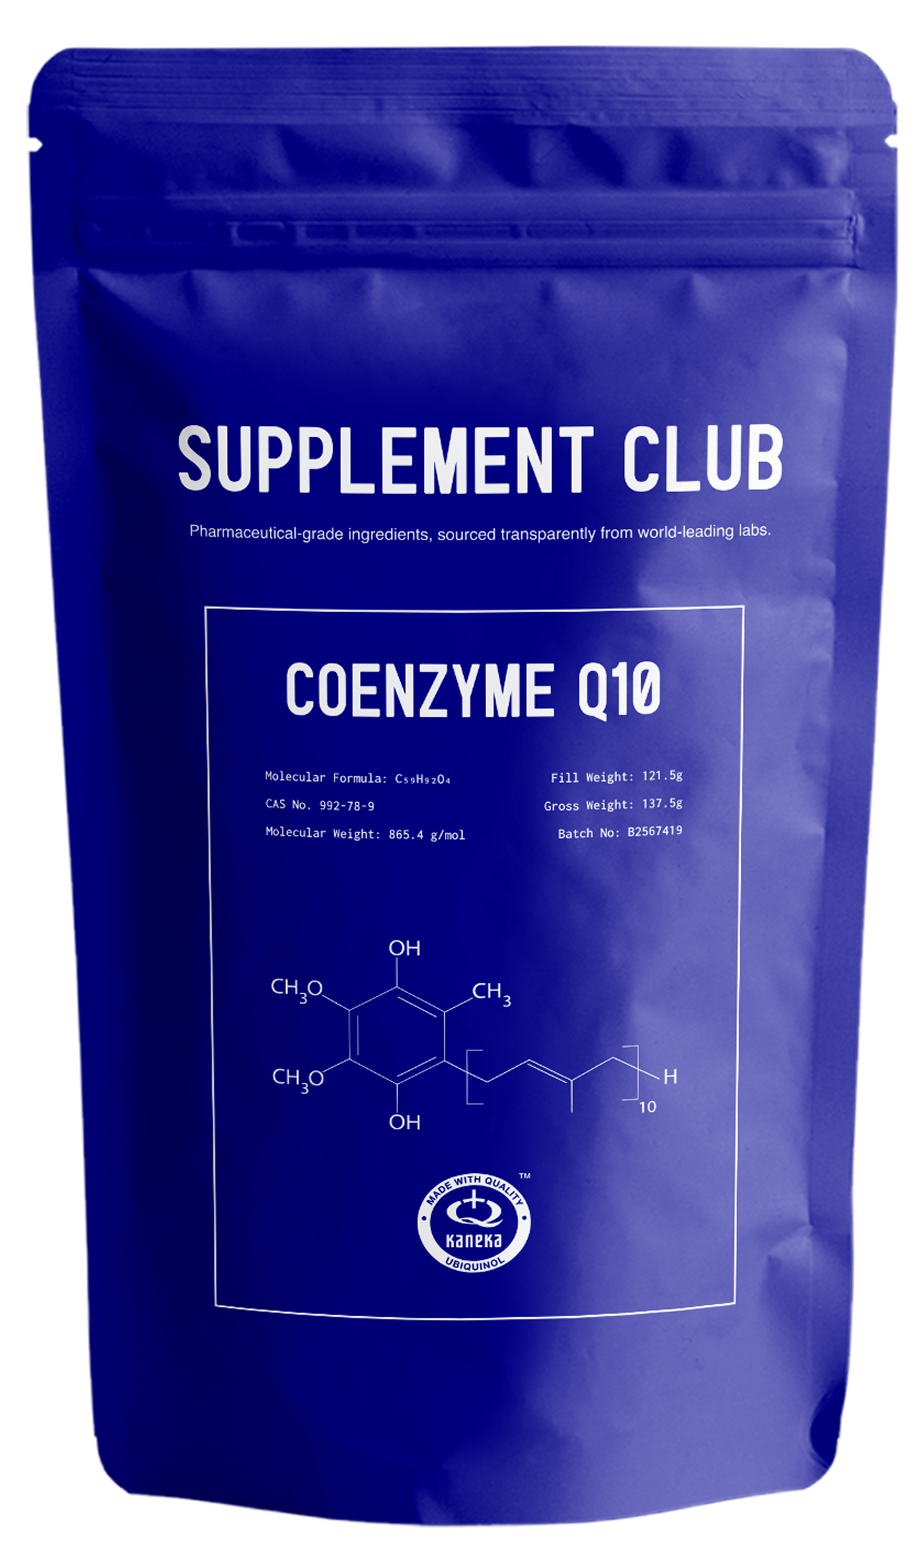 SUPPLEMENT CLUB
Pharmaceutical-grade ingredients, sourced transparently from world-leading labs.
COENZYME Q10
Molecular Formula: C₅₉H₉₂O₄
Fill Weight: 121.5g
CAS No. 992-78-9
Gross Weight: 137.5g
Molecular Weight: 865.4 g/mol
Batch No: B2567419
OH
CH₃O
CH₃
CH₃O
H
10
OH
MADE WITH QUALITY
TM
Q
kaneka
UBIQUINOL